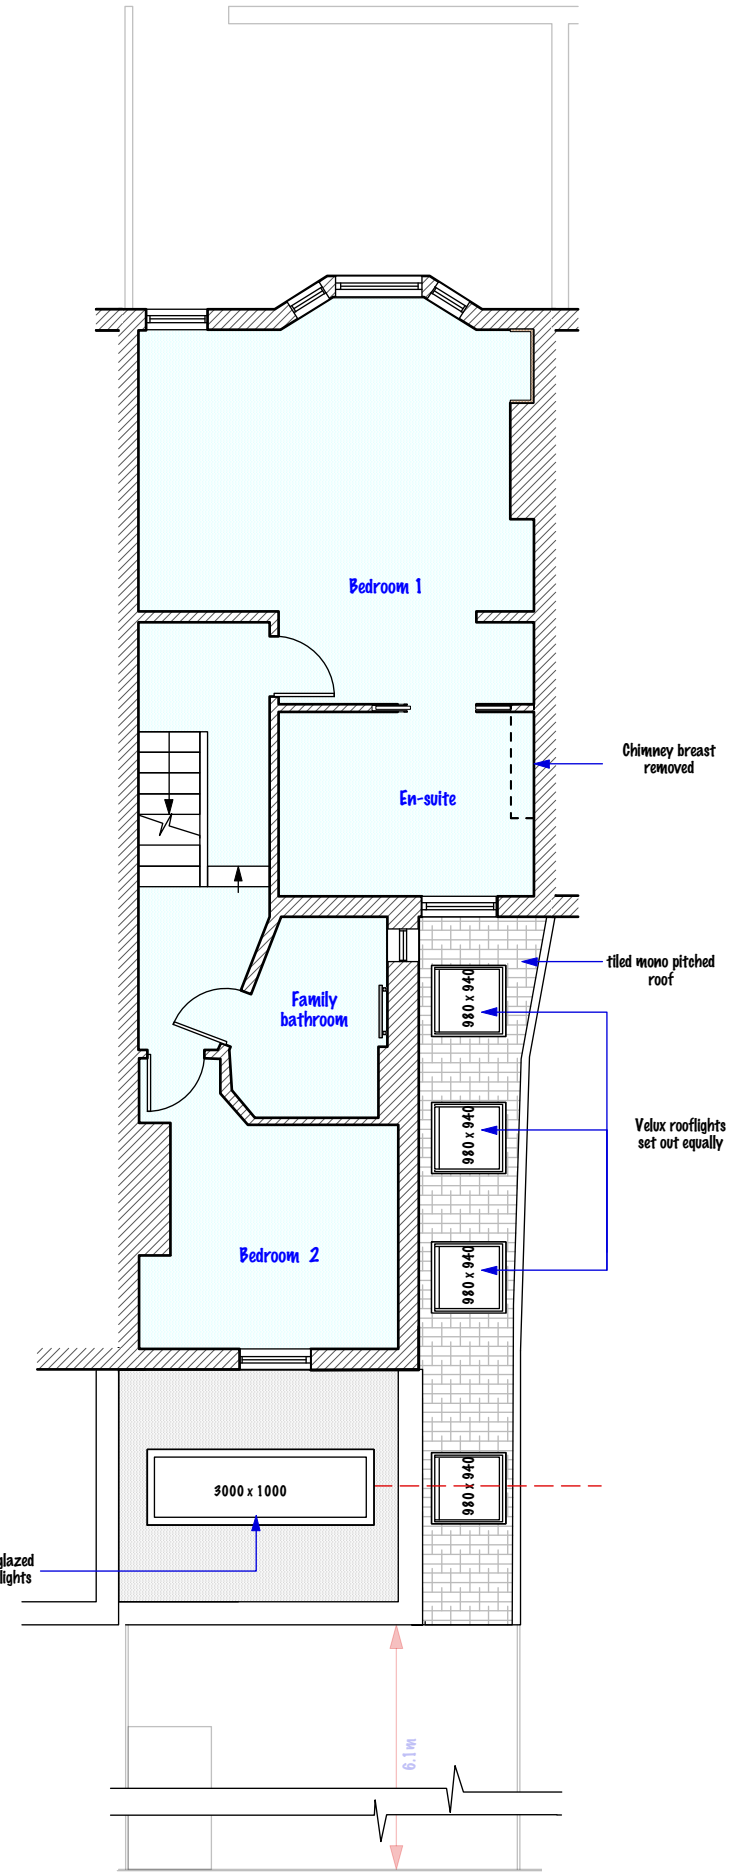 Bedroom 1
Chimney breast
removed
En-suite
tiled mono pitched
roof
980 x 940
Family
bathroom
Velux rooflights
set out equally
980 x 940
Bedroom 2
980 x 940
980 x 940
3000 x 1000
glazed
lights
6.1m